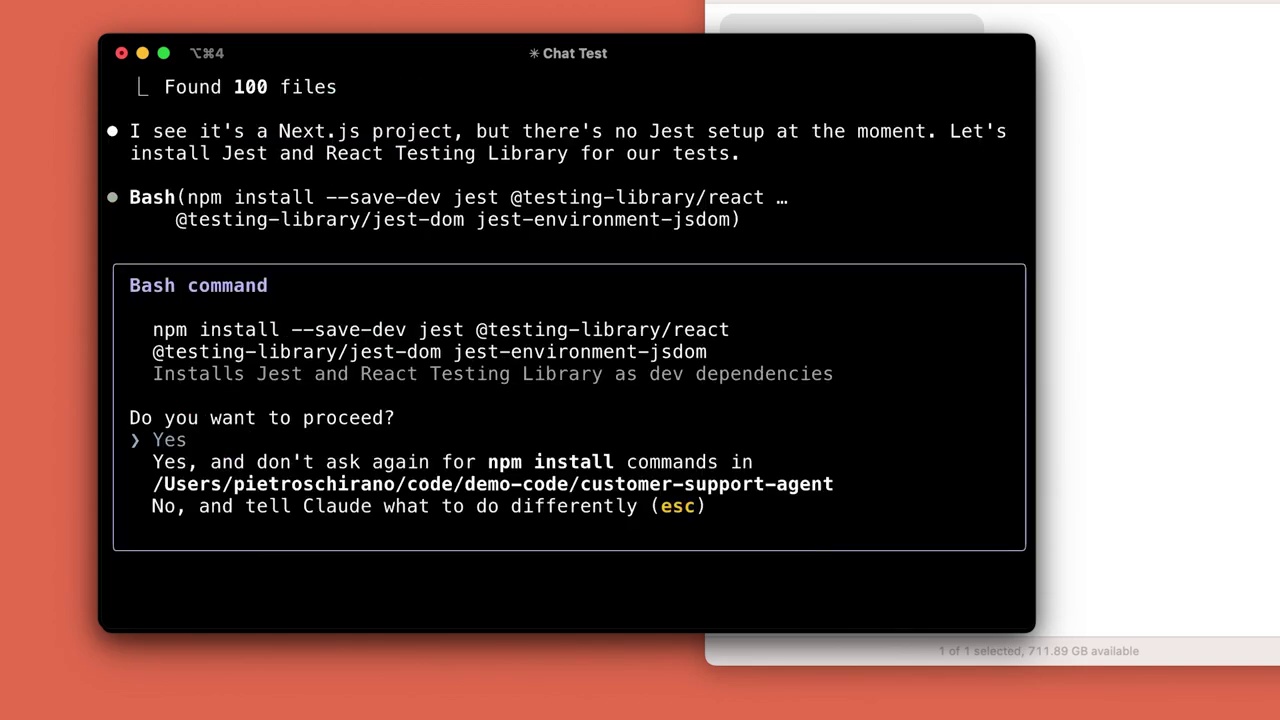 ⌥⌘4
✳ Chat Test
⎿ Found 100 files
● I see it's a Next.js project, but there's no Jest setup at the moment. Let's
install Jest and React Testing Library for our tests.
● Bash(npm install --save-dev jest @testing-library/react …
@testing-library/jest-dom jest-environment-jsdom)
Bash command
npm install --save-dev jest @testing-library/react
@testing-library/jest-dom jest-environment-jsdom
Installs Jest and React Testing Library as dev dependencies
Do you want to proceed?
❯ Yes
Yes, and don't ask again for npm install commands in
/Users/pietroschirano/code/demo-code/customer-support-agent
No, and tell Claude what to do differently (esc)
1 of 1 selected, 711.89 GB available